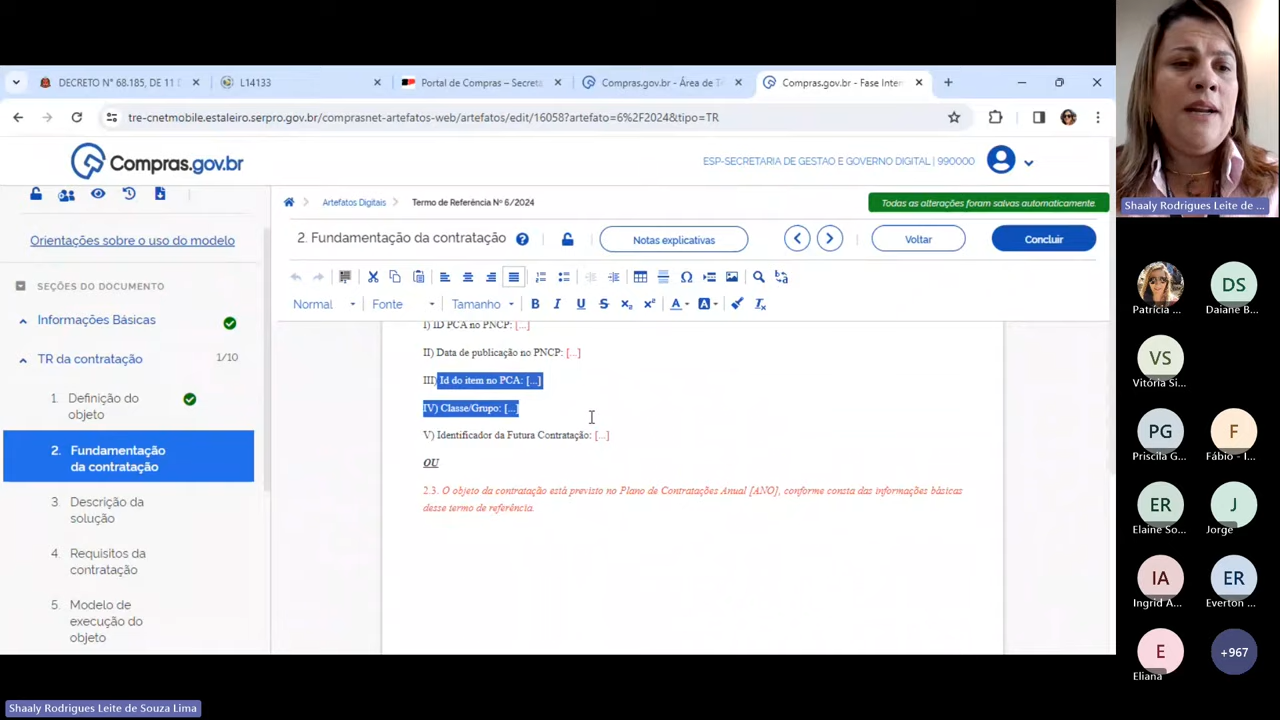 DECRETO N° 68.185, DE 11 D
L14133
Portal de Compras – Secreta
Compras.gov.br - Área de T
Compras.gov.br - Fase Inter
tre-cnetmobile.estaleiro.serpro.gov.br/comprasnet-artefatos-web/artefatos/edit/16058?artefato=6%2F2024&tipo=TR
Compras.gov.br
ESP-SECRETARIA DE GESTAO E GOVERNO DIGITAL | 990000
Shaaly Rodrigues Leite de ...
Artefatos Digitais
Termo de Referência Nº 6/2024
Todas as alterações foram salvas automaticamente.
Orientações sobre o uso do modelo
2. Fundamentação da contratação
Notas explicativas
Voltar
Concluir
SEÇÕES DO DOCUMENTO
Informações Básicas
TR da contratação
1/10
1. Definição do
objeto
2. Fundamentação
da contratação
3. Descrição da
solução
4. Requisitos da
contratação
5. Modelo de
execução do
objeto
Normal
Fonte
Tamanho
I) ID PCA no PNCP: [...]
II) Data de publicação no PNCP: [...]
III) Id do item no PCA: [...]
IV) Classe/Grupo: [...]
V) Identificador da Futura Contratação: [...]
OU
2.3. O objeto da contratação está previsto no Plano de Contratações Anual [ANO], conforme consta das informações básicas
desse termo de referência.
Patrícia ...
DS
Daiane B...
VS
Vitória Si...
PG
Priscila G...
F
Fábio - I...
ER
Elaine So...
J
Jorge
IA
Ingrid A...
ER
Everton ...
E
Eliana
+967
Shaaly Rodrigues Leite de Souza Lima